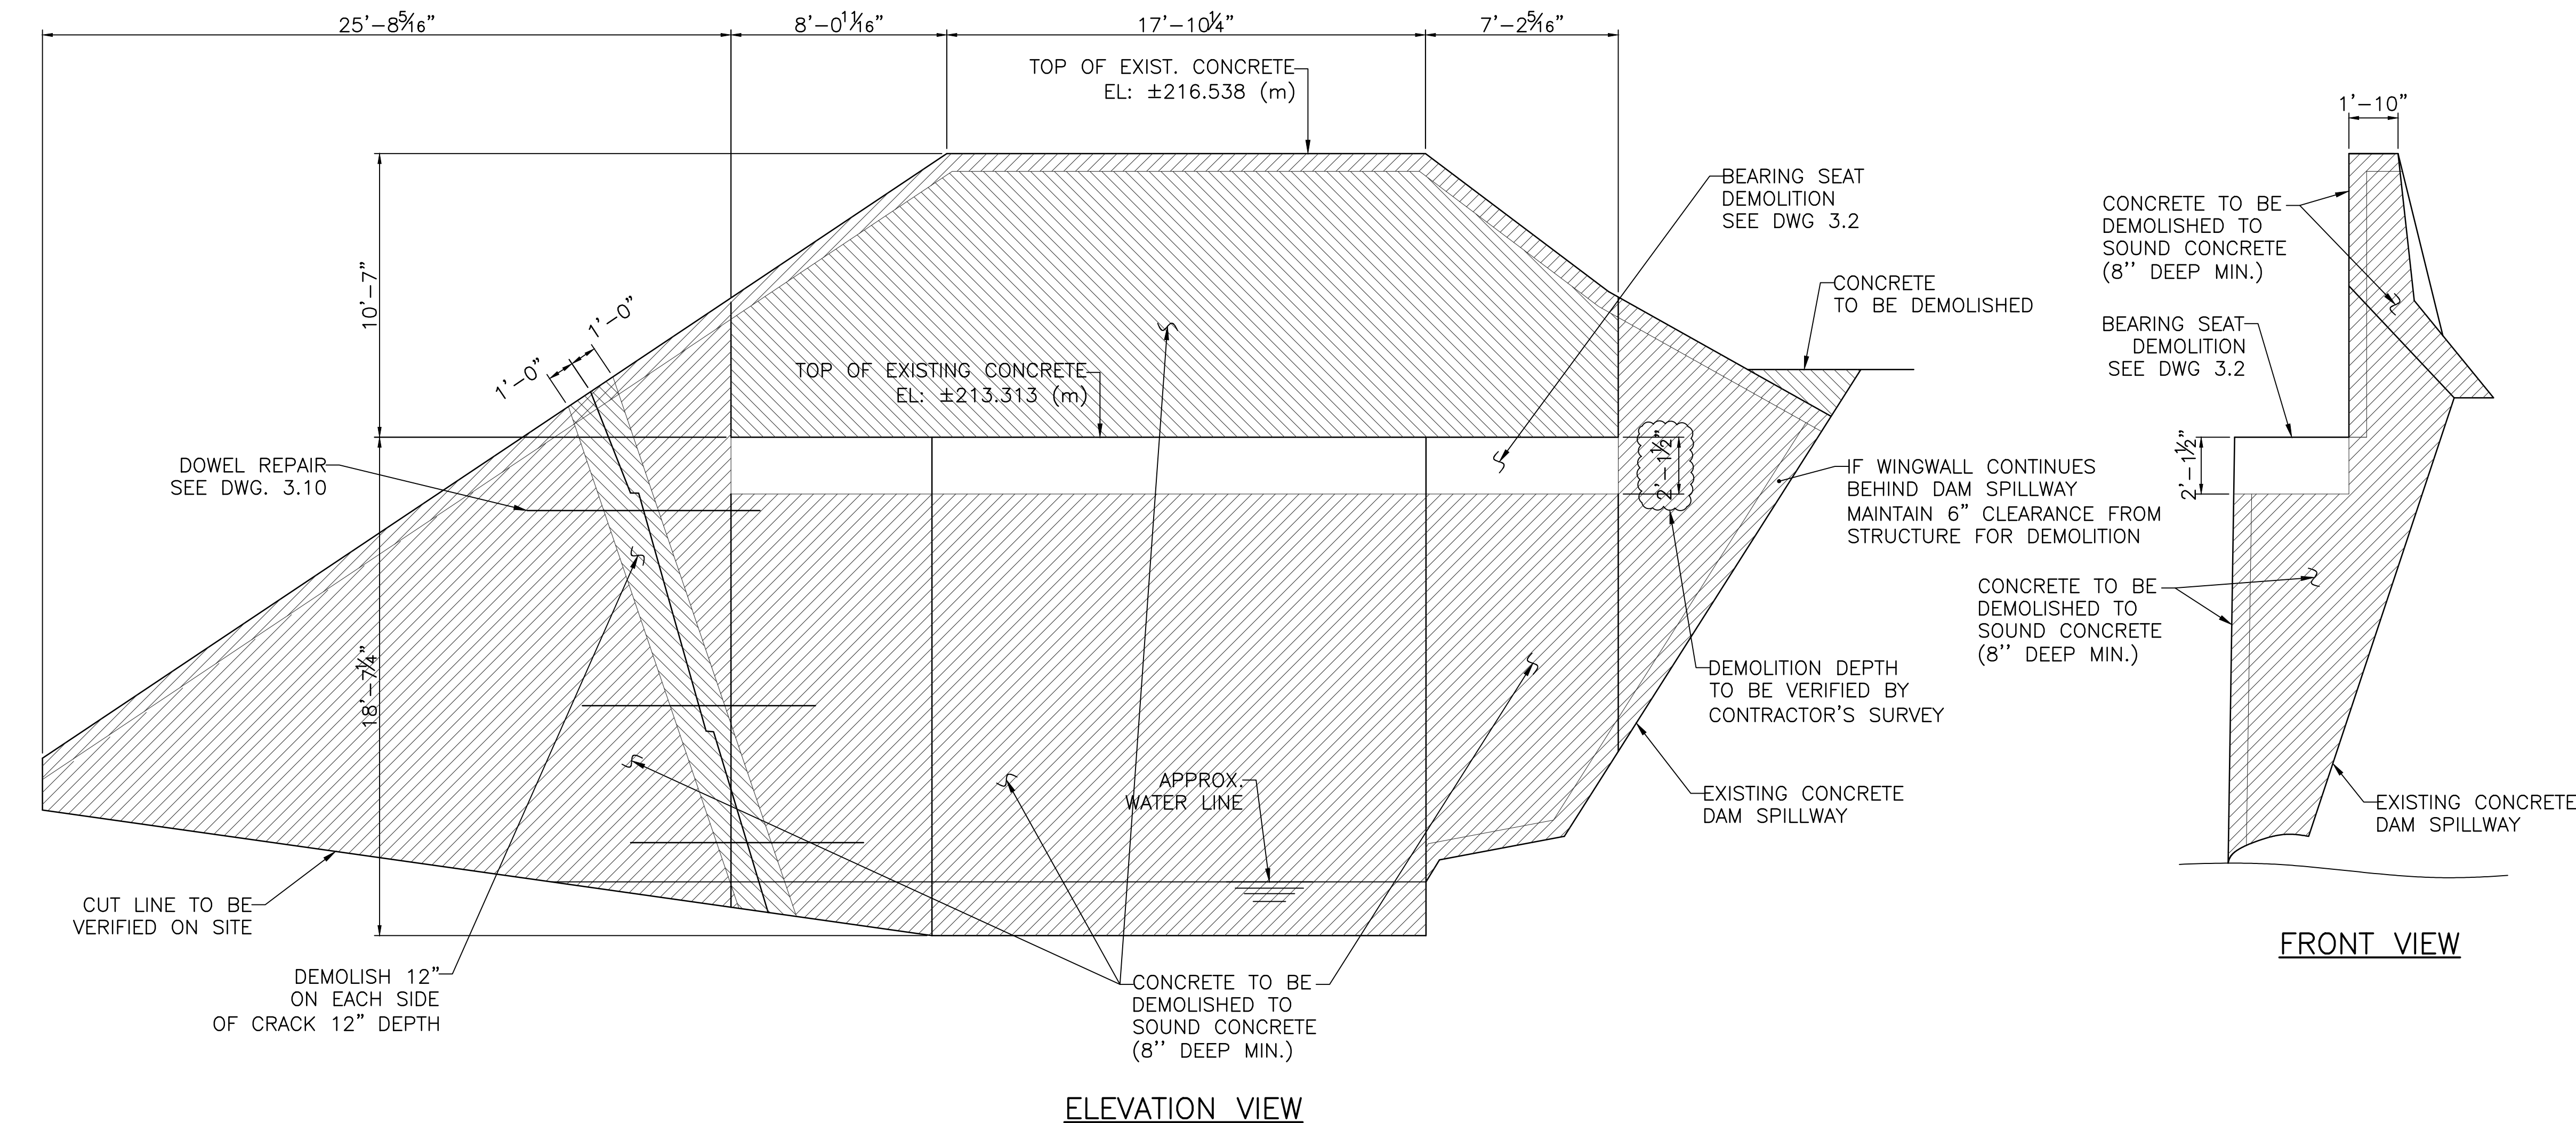 25'-8 5/16"
8'-0 11/16"
17'-10 1/4"
7'-2 5/16"
TOP OF EXIST. CONCRETE
EL: ±216.538 (m)
1'-10"
BEARING SEAT
DEMOLITION
SEE DWG 3.2
CONCRETE TO BE
DEMOLISHED TO
SOUND CONCRETE
(8'' DEEP MIN.)
10'-7"
1'-0"
1'-0"
CONCRETE
TO BE DEMOLISHED
BEARING SEAT
DEMOLITION
SEE DWG 3.2
TOP OF EXISTING CONCRETE
EL: ±213.313 (m)
2'-1 1/2"
2'-1 1/2"
DOWEL REPAIR
SEE DWG. 3.10
IF WINGWALL CONTINUES
BEHIND DAM SPILLWAY
MAINTAIN 6" CLEARANCE FROM
STRUCTURE FOR DEMOLITION
CONCRETE TO BE
DEMOLISHED TO
SOUND CONCRETE
(8'' DEEP MIN.)
18'-7 1/4"
DEMOLITION DEPTH
TO BE VERIFIED BY
CONTRACTOR'S SURVEY
APPROX.
WATER LINE
EXISTING CONCRETE
DAM SPILLWAY
EXISTING CONCRETE
DAM SPILLWAY
CUT LINE TO BE
VERIFIED ON SITE
FRONT VIEW
DEMOLISH 12"
ON EACH SIDE
OF CRACK 12" DEPTH
CONCRETE TO BE
DEMOLISHED TO
SOUND CONCRETE
(8'' DEEP MIN.)
ELEVATION VIEW